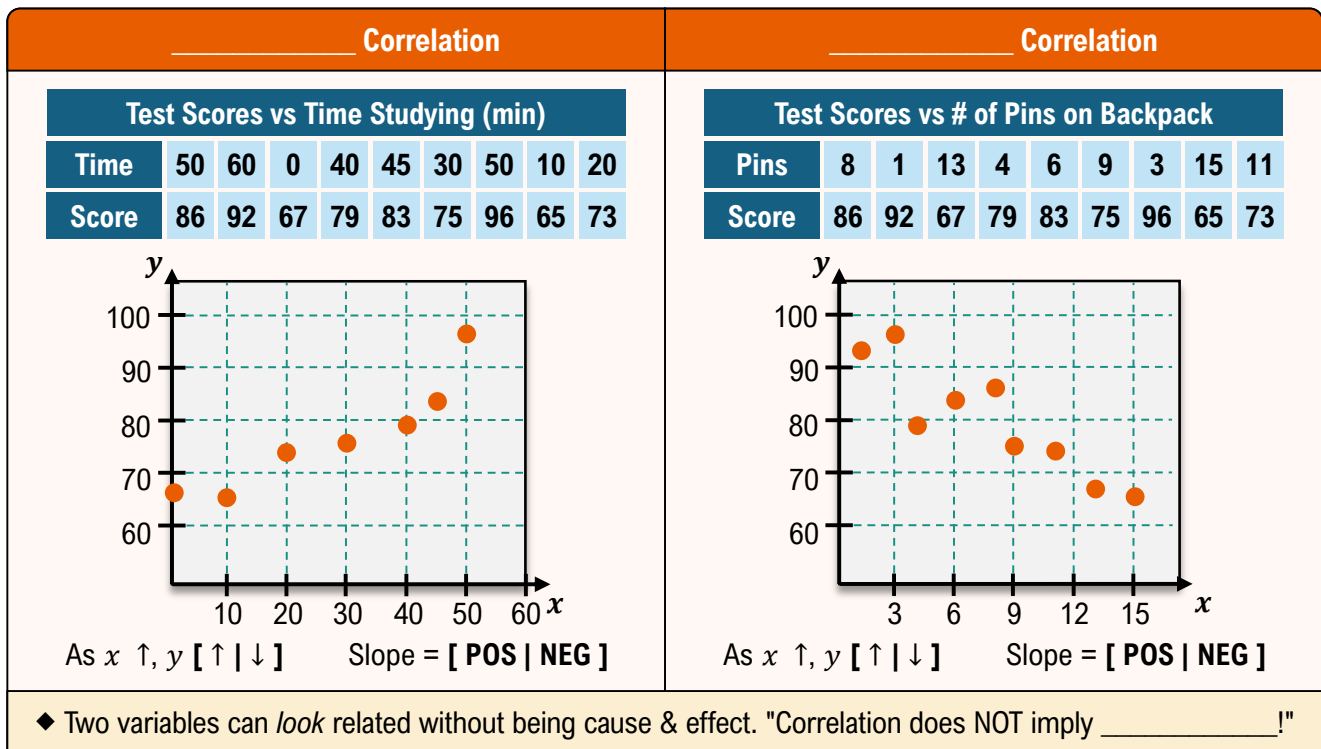 ____________ Correlation
Test Scores vs Time Studying (min)
Time 50 60 0 40 45 30 50 10 20
Score 86 92 67 79 83 75 96 65 73
y
100
90
80
70
60
10 20 30 40 50 60 x
As x ↑, y [ ↑ | ↓ ] Slope = [ POS | NEG ]
____________ Correlation
Test Scores vs # of Pins on Backpack
Pins 8 1 13 4 6 9 3 15 11
Score 86 92 67 79 83 75 96 65 73
y
100
90
80
70
60
3 6 9 12 15 x
As x ↑, y [ ↑ | ↓ ] Slope = [ POS | NEG ]
◆ Two variables can look related without being cause & effect. "Correlation does NOT imply ____________!"